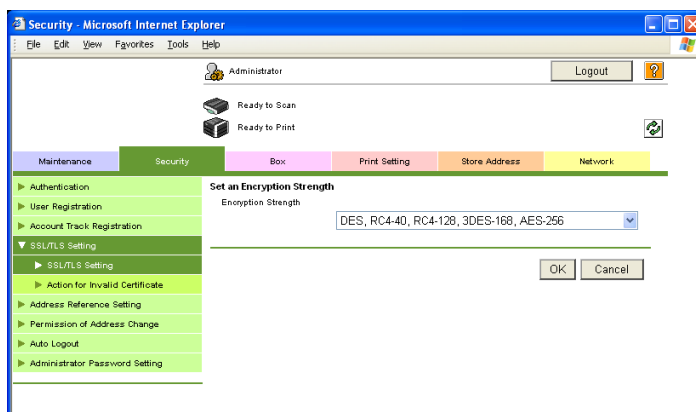 Security - Microsoft Internet Explorer
File Edit View Favorites Tools Help
Administrator
Logout
?
Ready to Scan
Ready to Print
Maintenance Security Box Print Setting Store Address Network
Authentication
User Registration
Account Track Registration
SSL/TLS Setting
SSL/TLS Setting
Action for Invalid Certificate
Address Reference Setting
Permission of Address Change
Auto Logout
Administrator Password Setting
Set an Encryption Strength
Encryption Strength
DES, RC4-40, RC4-128, 3DES-168, AES-256
OK Cancel